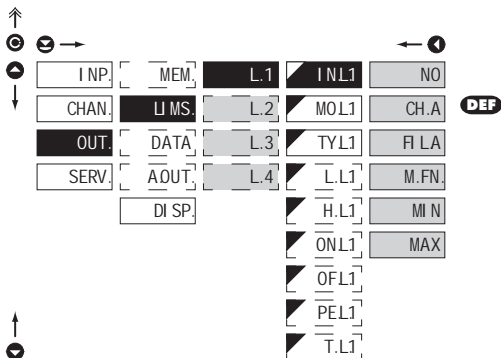 INP. MEM. L.1 IN.L1 NO
CHAN. LIMS. L.2 MO.L1 CH.A DEF
OUT. DATA L.3 TY.L1 FILA
SERV. AOUT. L.4 L.L1 M.FN.
DISP. H.L1 MIN
ON.L1 MAX
OF.L1
PE.L1
T.L1